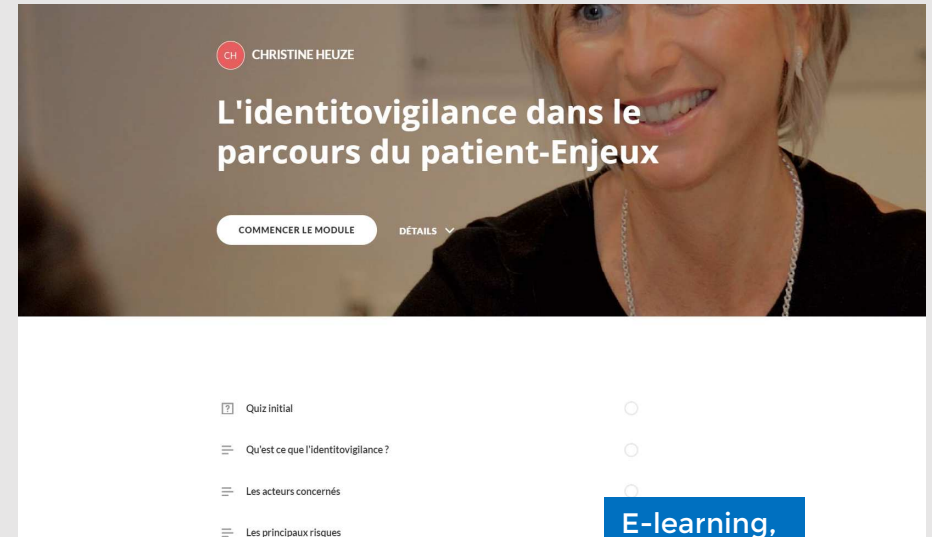 CH CHRISTINE HEUZE
L'identitovigilance dans le
parcours du patient-Enjeux
COMMENCER LE MODULE DÉTAILS
? Quiz initial
Qu'est ce que l'identitovigilance ?
Les acteurs concernés
Les principaux risques
E-learning,